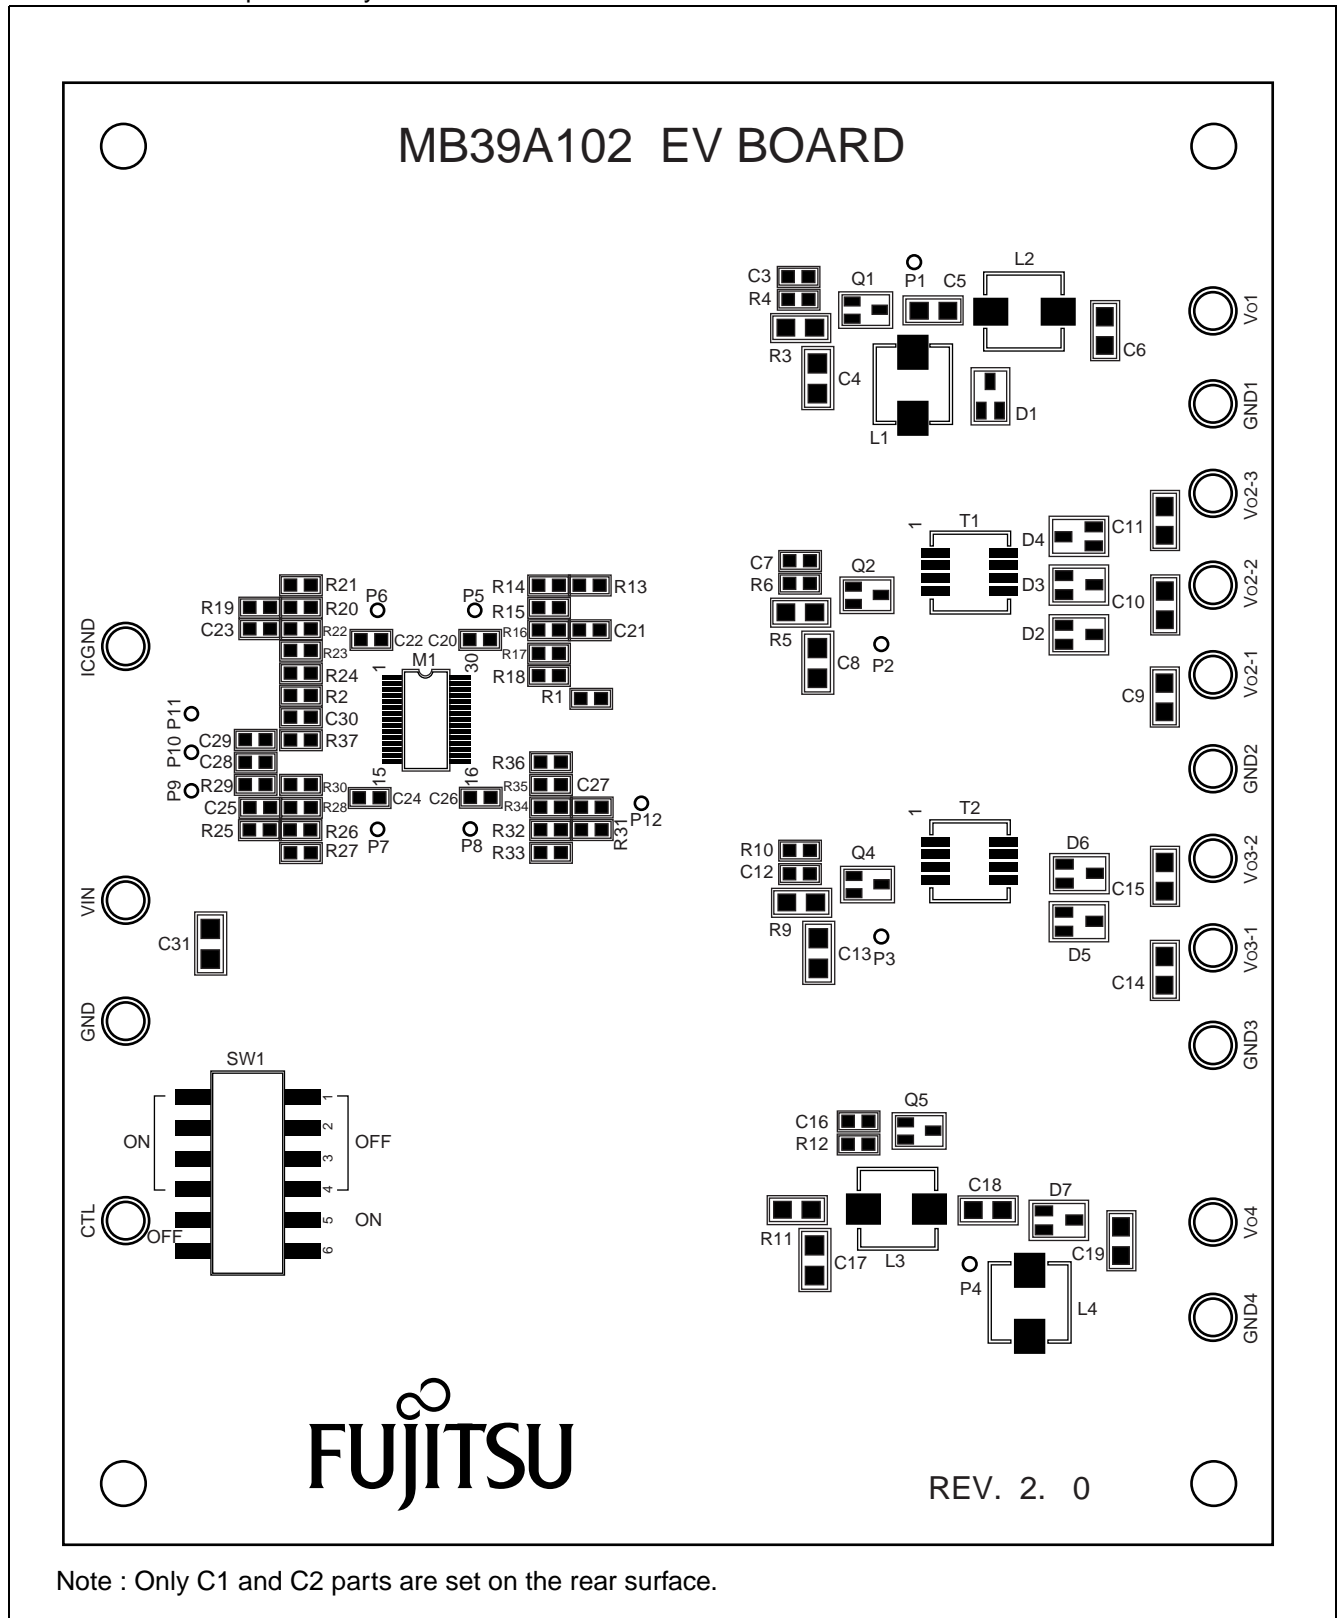 MB39A102 EV BOARD
C3
R4
R3
C4
Q1
P1
C5
L2
L1
D1
C6
Vo1
GND1
Vo2-3
Vo2-2
Vo2-1
GND2
C7
R6
R5
C8
Q2
P2
1
T1
D4
D3
D2
C11
C10
C9
R21
R19
R20
C23
R22
R23
R24
R2
C30
R37
P6
C22
P5
C20
M1
1
30
15
16
R14
R13
R15
R16
C21
R17
R18
R1
ICGND
P11
P10
P9
C29
C28
R29
R30
C25
R28
R25
R26
R27
C24
P7
C26
P8
R36
R35
C27
R34
R32
R31
R33
P12
R10
C12
R9
C13
Q4
P3
1
T2
D6
D5
C15
C14
Vo3-2
Vo3-1
GND3
VIN
C31
GND
SW1
ON
OFF
1
2
3
4
5
6
ON
OFF
CTL
C16
R12
Q5
R11
C17
L3
C18
D7
P4
L4
C19
Vo4
GND4
FUJITSU
REV. 2. 0
Note : Only C1 and C2 parts are set on the rear surface.